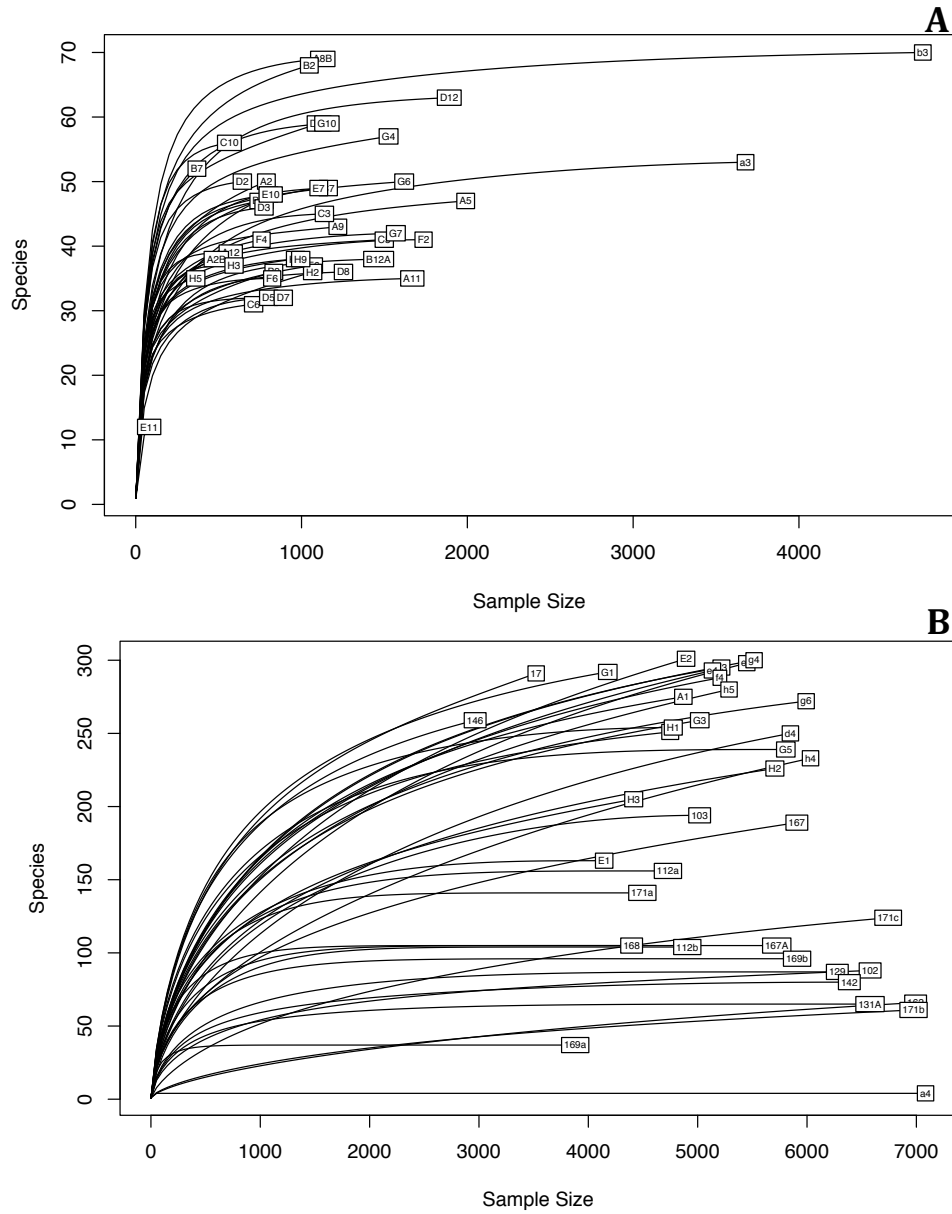 A
70
60
50
40
30
20
10
0
Species
B2
A8B
b3
D12
G10
G4
C10
B7
a3
D2
A2
G6
E10
E7
A5
D3
C3
A9
G7
F4
F2
A2B
H3
H9
B12A
H5
F6
H2
D8
A11
D5
D7
C6
E11
0 1000 2000 3000 4000
Sample Size
B
300
250
200
150
100
50
0
Species
E2
g4
17
G1
f4
h5
A1
g6
146
G3
H1
d4
G5
h4
H2
H3
103
167
E1
112a
171a
171c
168
112b
167A
169b
129
102
142
131A
171b
169a
a4
0 1000 2000 3000 4000 5000 6000 7000
Sample Size